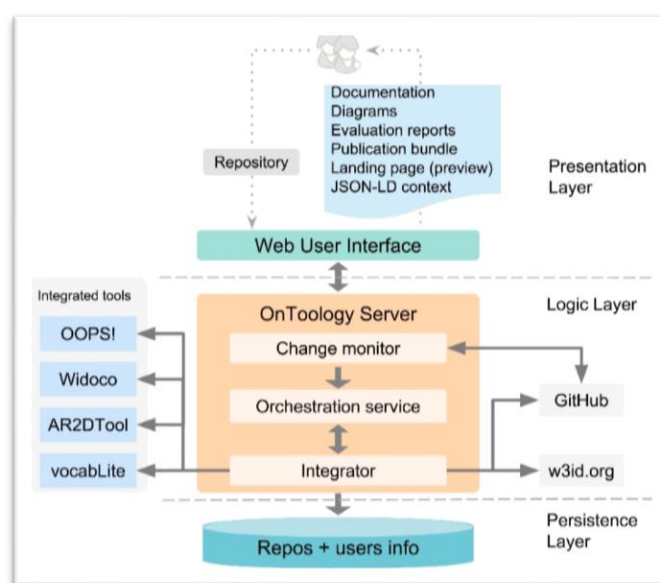 Documentation
Diagrams
Evaluation reports
Publication bundle
Landing page (preview)
JSON-LD context
Repository
Presentation
Layer
Web User Interface
Integrated tools
OOPS!
Widoco
AR2DTool
vocabLite
OnToology Server
Change monitor
Orchestration service
Integrator
Logic Layer
GitHub
w3id.org
Persistence
Layer
Repos + users info